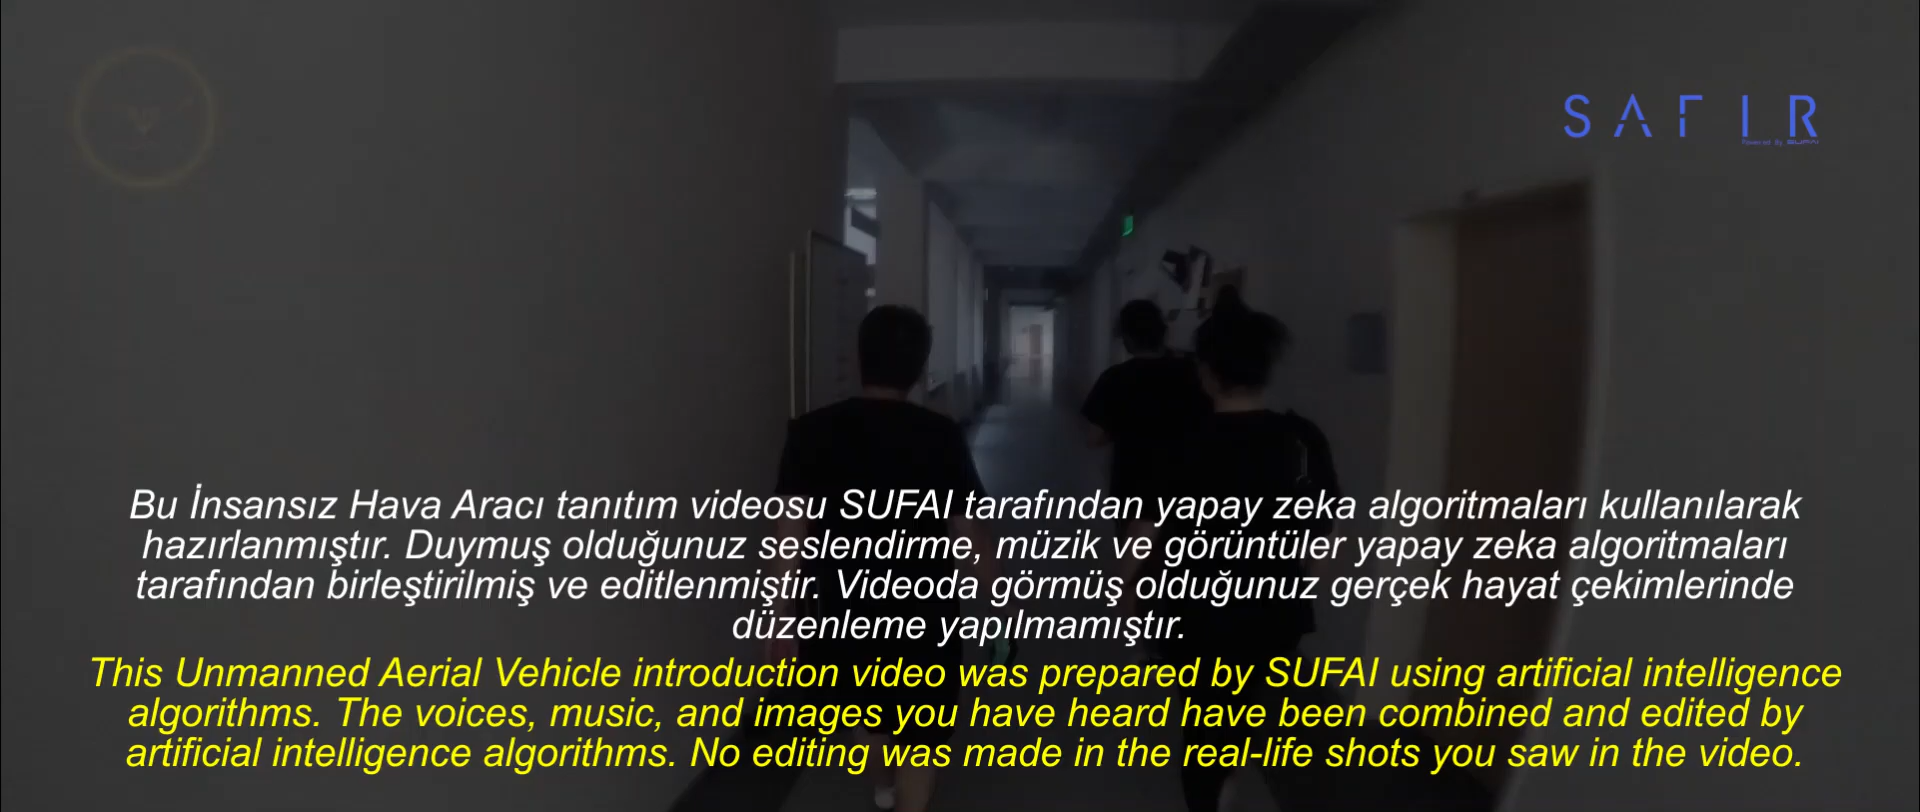 SAFIR
Powered By SUFAI
Bu İnsansız Hava Aracı tanıtım videosu SUFAI tarafından yapay zeka algoritmaları kullanılarak
hazırlanmıştır. Duymuş olduğunuz seslendirme, müzik ve görüntüler yapay zeka algoritmaları
tarafından birleştirilmiş ve editlenmiştir. Videoda görmüş olduğunuz gerçek hayat çekimlerinde
düzenleme yapılmamıştır.
This Unmanned Aerial Vehicle introduction video was prepared by SUFAI using artificial intelligence
algorithms. The voices, music, and images you have heard have been combined and edited by
artificial intelligence algorithms. No editing was made in the real-life shots you saw in the video.